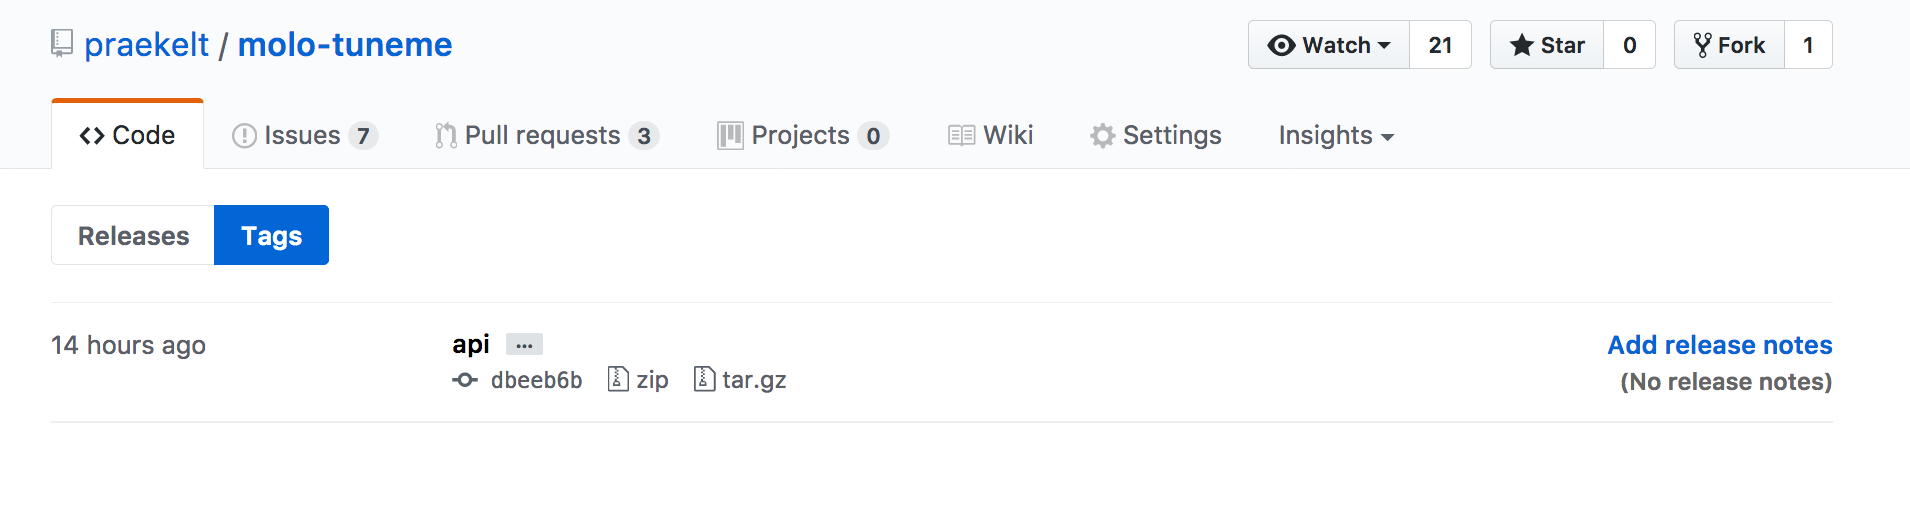 praekelt / molo-tuneme
Watch 21 Star 0 Fork 1
Code Issues 7 Pull requests 3 Projects 0 Wiki Settings Insights
Releases Tags
14 hours ago api ... Add release notes
dbeeb6b zip tar.gz (No release notes)